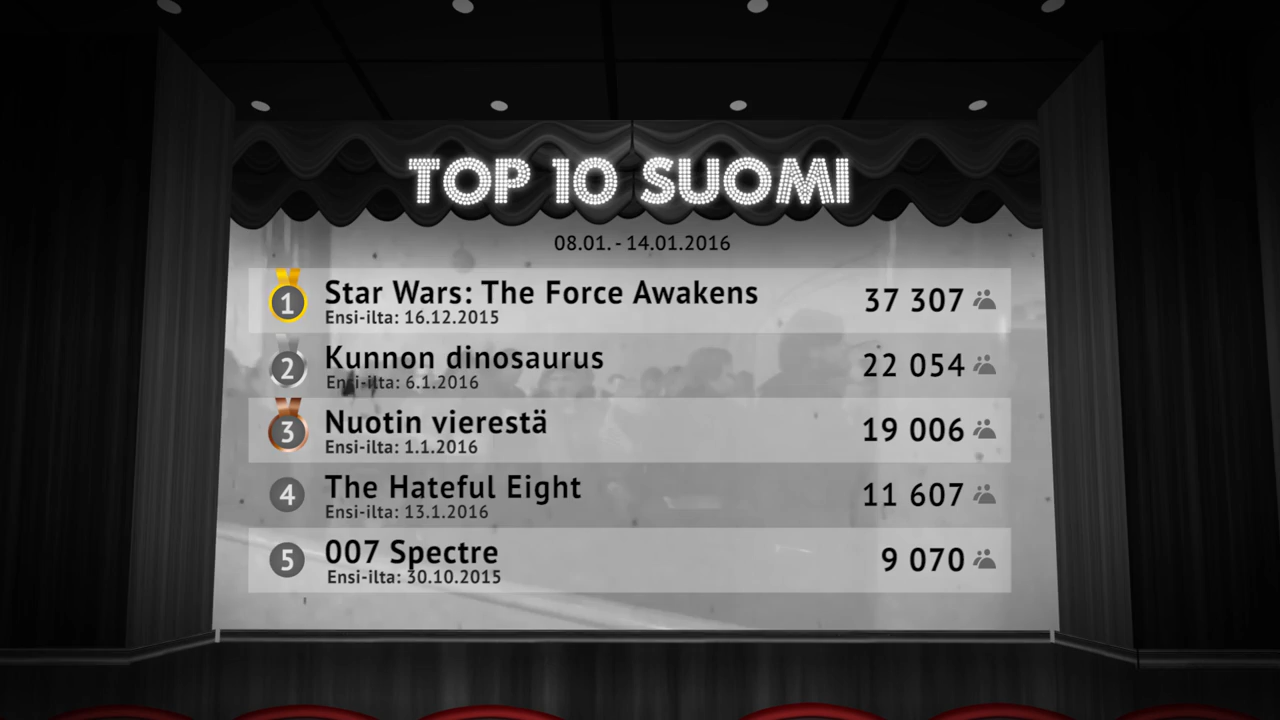 TOP 10 SUOMI
08.01. - 14.01.2016
1 Star Wars: The Force Awakens 37 307
Ensi-ilta: 16.12.2015
2 Kunnon dinosaurus 22 054
Ensi-ilta: 6.1.2016
3 Nuotin vierestä 19 006
Ensi-ilta: 1.1.2016
4 The Hateful Eight 11 607
Ensi-ilta: 13.1.2016
5 007 Spectre 9 070
Ensi-ilta: 30.10.2015